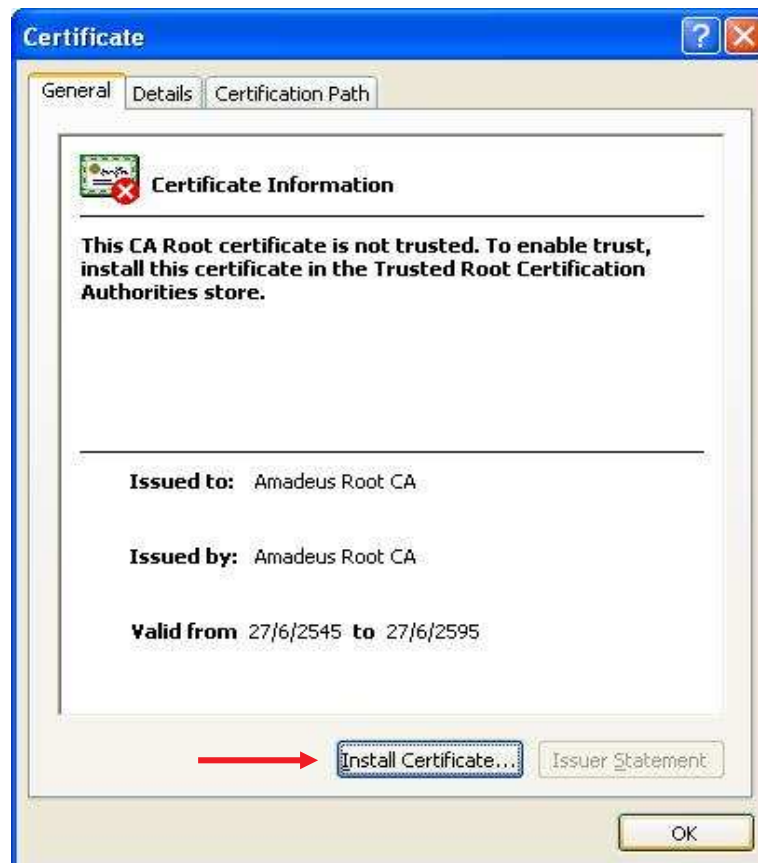 Certificate
General Details Certification Path
Certificate Information
This CA Root certificate is not trusted. To enable trust,
install this certificate in the Trusted Root Certification
Authorities store.
Issued to: Amadeus Root CA
Issued by: Amadeus Root CA
Valid from 27/6/2545 to 27/6/2595
Install Certificate... Issuer Statement
OK